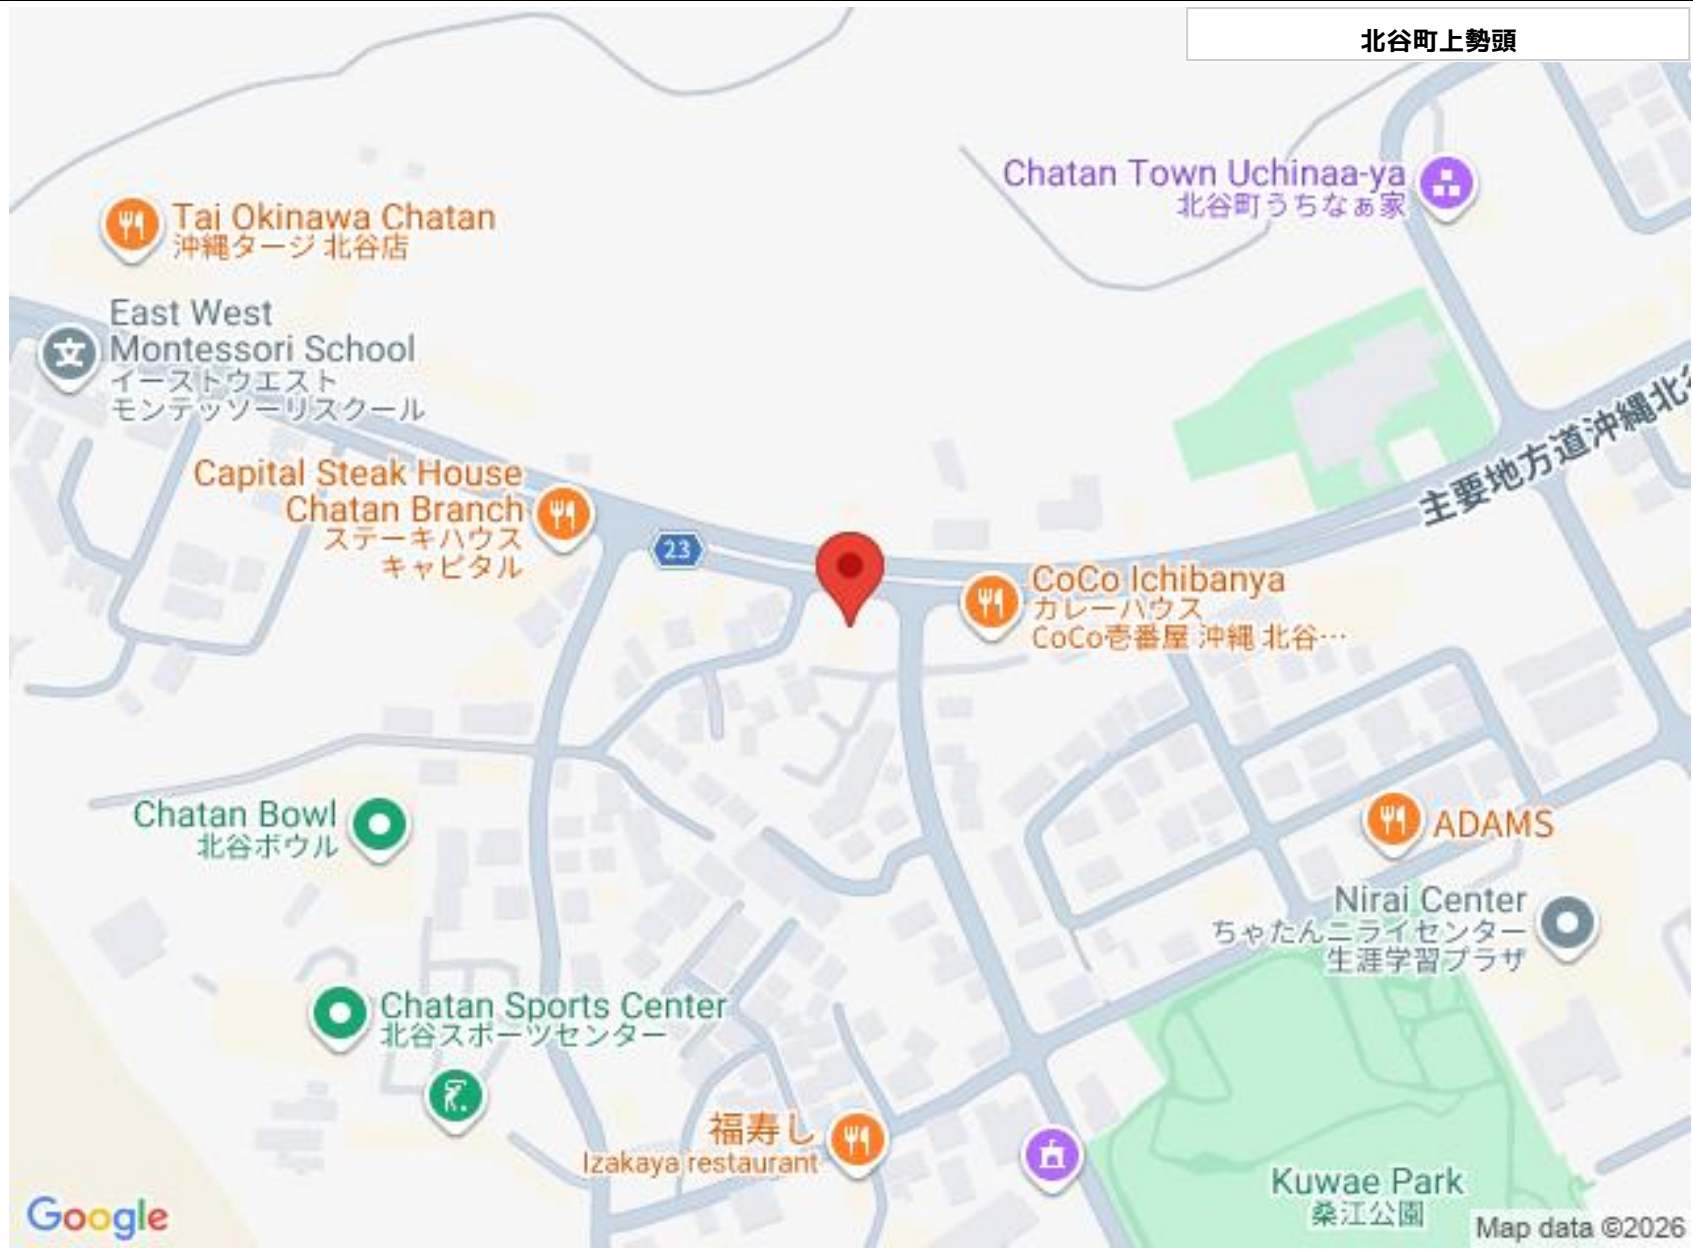 北谷町上勢頭
Chatan Town Uchinaa-ya
北谷町うちなぁ家
Tai Okinawa Chatan
沖縄タージ 北谷店
East West
Montessori School
イーストウエスト
モンテッソーリスクール
主要地方道沖縄北谷
Capital Steak House
Chatan Branch
ステーキハウス
キャピタル
23
CoCo Ichibanya
カレーハウス
CoCo壱番屋 沖縄 北谷…
Chatan Bowl
北谷ボウル
ADAMS
Nirai Center
ちゃたんニライセンター
生涯学習プラザ
Chatan Sports Center
北谷スポーツセンター
福寿し
Izakaya restaurant
Kuwae Park
桑江公園
Google
Map data ©2026